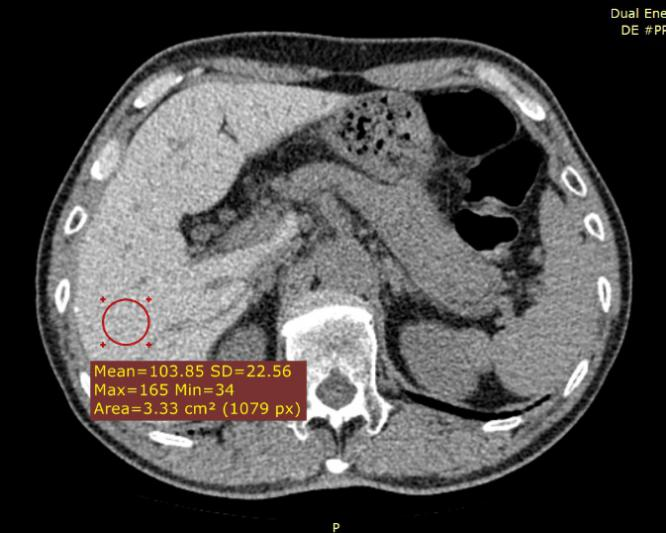 Dual Ene
DE #PF
Mean=103.85 SD=22.56
Max=165 Min=34
Area=3.33 cm² (1079 px)
P